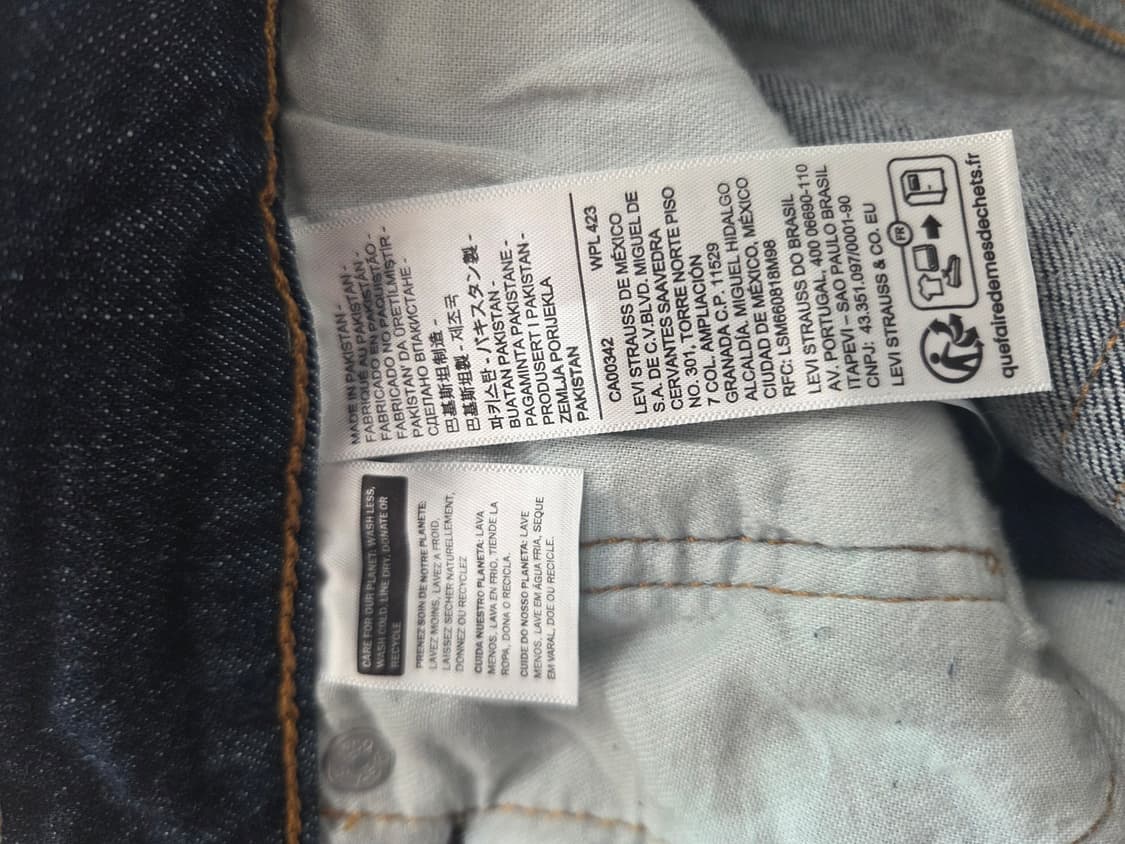 MADE IN PAKISTAN -
FABRIQUÉ AU PAKISTAN -
FABRICADO EN PAKISTÁN -
FABRICADO NO PAQUISTÃO -
PAKİSTAN'DA ÜRETİLMİŞTİR -
СДЕЛАНО В ПАКИСТАНЕ -
巴基斯坦制造 -
巴基斯坦製 - 제조국
파키스탄 - パキスタン製 -
BUATAN PAKISTAN -
PAGAMINTA PAKISTANE -
PRODUSERT I PAKISTAN -
ZEMLJA PORIJEKLA
PAKISTAN
CA00342 WPL 423
LEVI STRAUSS DE MÉXICO
S.A. DE C.V.BLVD. MIGUEL DE
CERVANTES SAAVEDRA
NO. 301, TORRE NORTE PISO
7 COL. AMPLIACIÓN
GRANADA C.P. 11529
ALCALDÍA. MIGUEL HIDALGO
CIUDAD DE MÉXICO, MÉXICO
RFC: LSM660818M98
LEVI STRAUSS DO BRASIL
AV. PORTUGAL, 400 06690-110
ITAPEVI – SAO PAULO BRASIL
CNPJ: 43.351.097/0001-90
LEVI STRAUSS & CO. EU
FR
quefairedemesdechets.fr
CARE FOR OUR PLANET: WASH LESS,
WASH COLD, LINE DRY, DONATE OR
RECYCLE
PRENEZ SOIN DE NOTRE PLANÈTE:
LAVEZ MOINS, LAVEZ A FROID,
LAISSEZ SÉCHER NATURELLEMENT,
DONNEZ OU RECYCLEZ
CUIDA NUESTRO PLANETA: LAVA
MENOS, LAVA EN FRIO, TIENDE LA
ROPA, DONA O RECICLA.
CUIDE DO NOSSO PLANETA: LAVE
MENOS, LAVE EM ÁGUA FRIA, SEQUE
EM VARAL, DOE OU RECICLE.